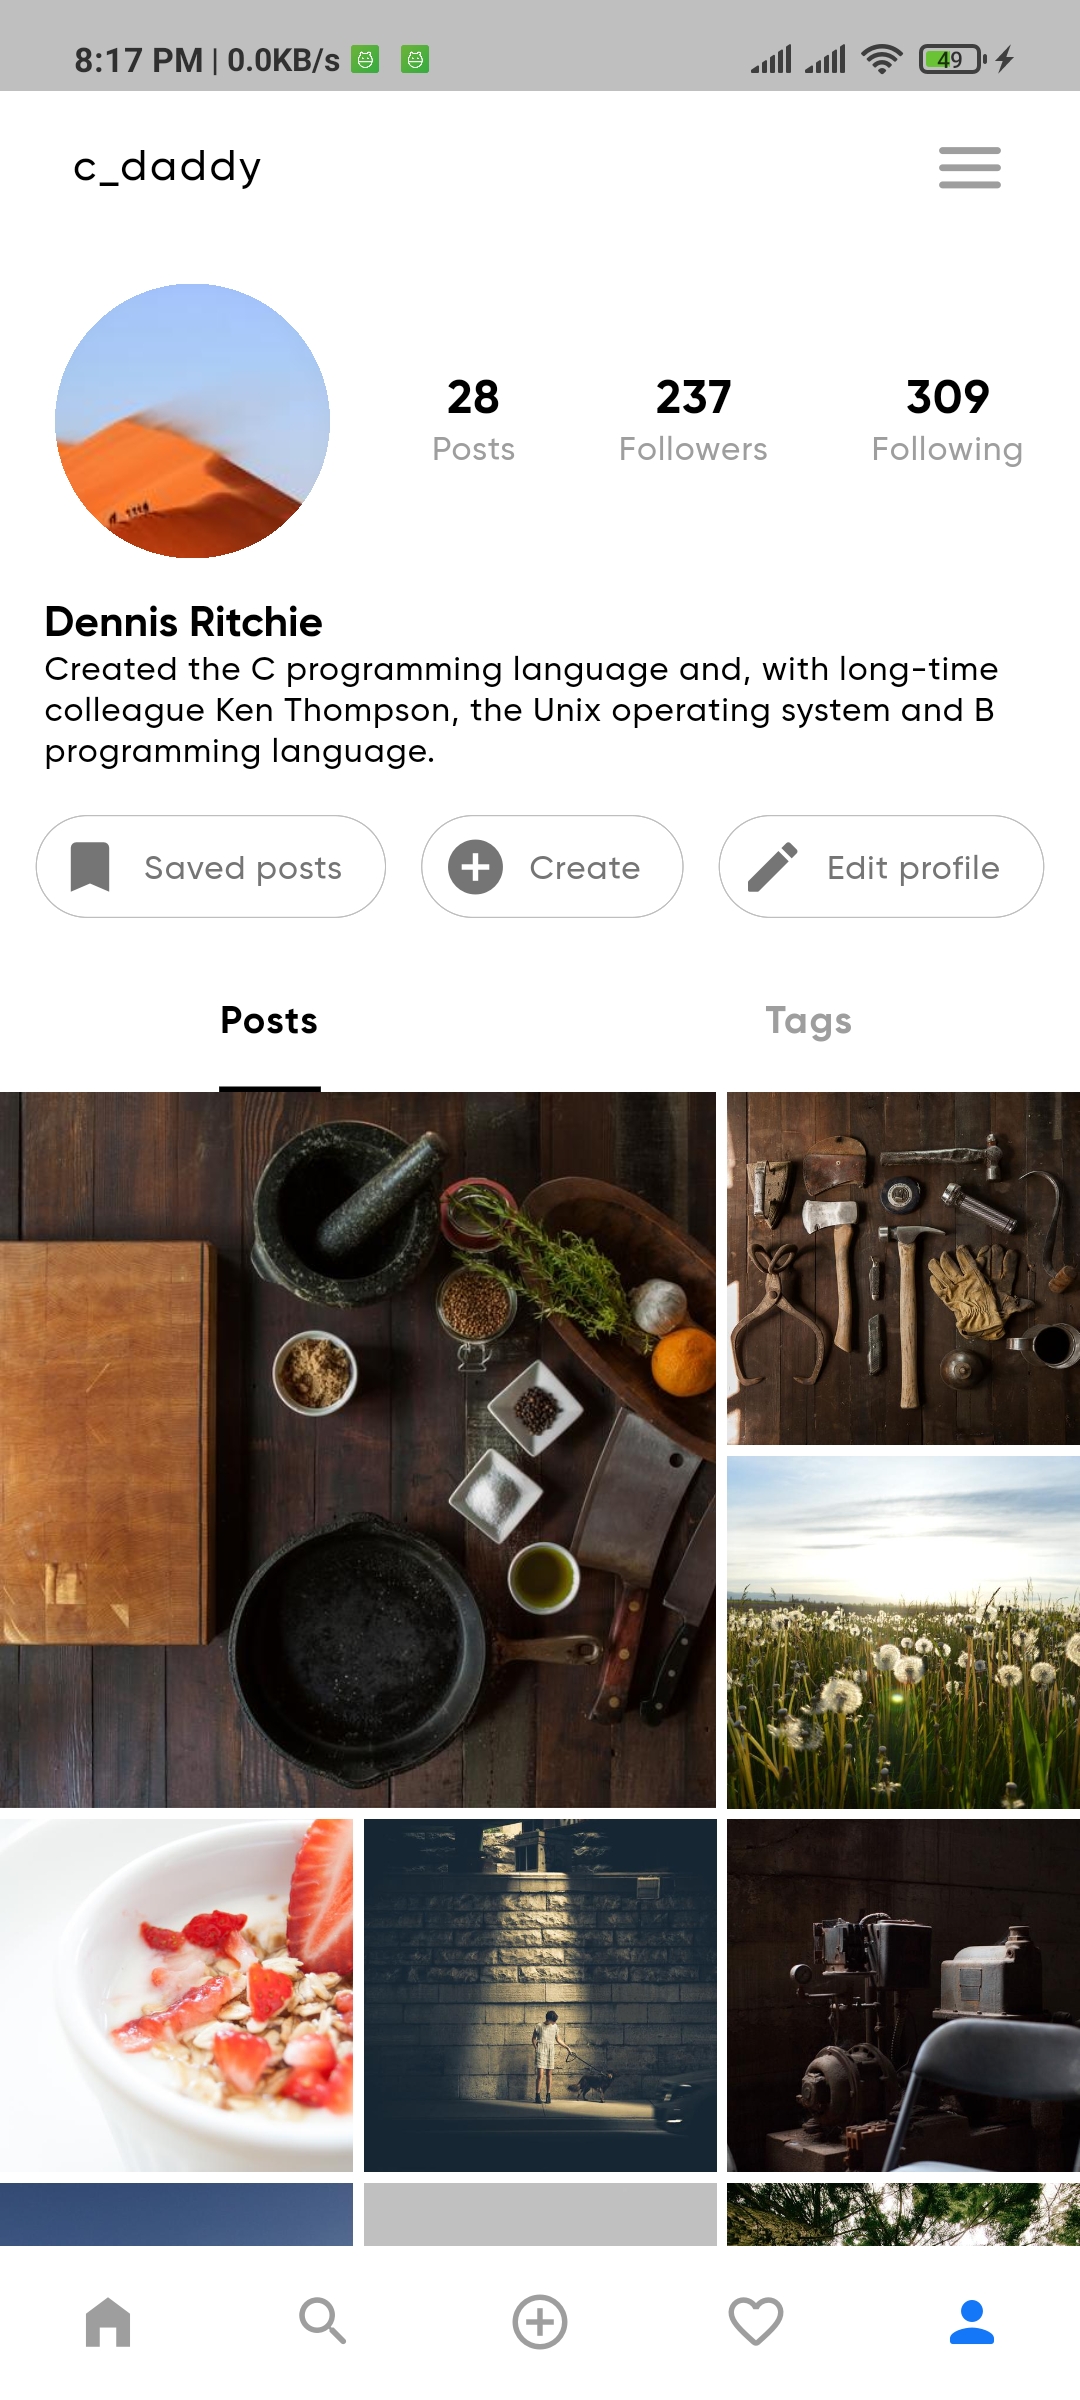 8:17 PM | 0.0KB/s
49
c_daddy
28
Posts
237
Followers
309
Following
Dennis Ritchie
Created the C programming language and, with long-time
colleague Ken Thompson, the Unix operating system and B
programming language.
Saved posts
Create
Edit profile
Posts
Tags